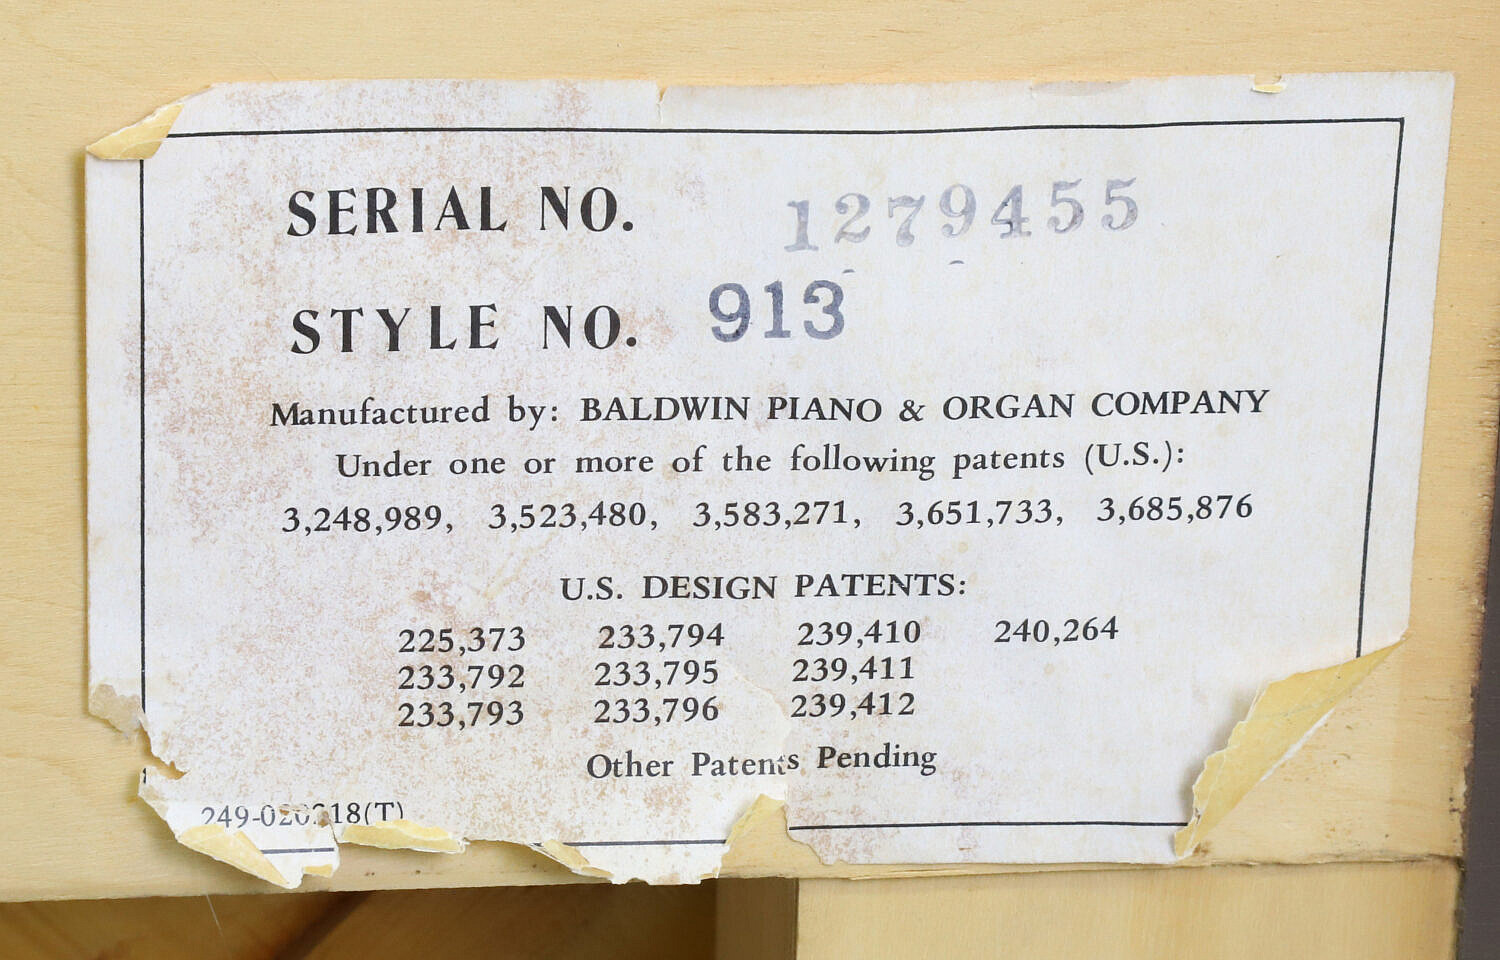 SERIAL NO. 1279455
STYLE NO. 913
Manufactured by: BALDWIN PIANO & ORGAN COMPANY
Under one or more of the following patents (U.S.):
3,248,989, 3,523,480, 3,583,271, 3,651,733, 3,685,876
U.S. DESIGN PATENTS:
225,373 233,794 239,410 240,264
233,792 233,795 239,411
233,793 233,796 239,412
Other Patents Pending